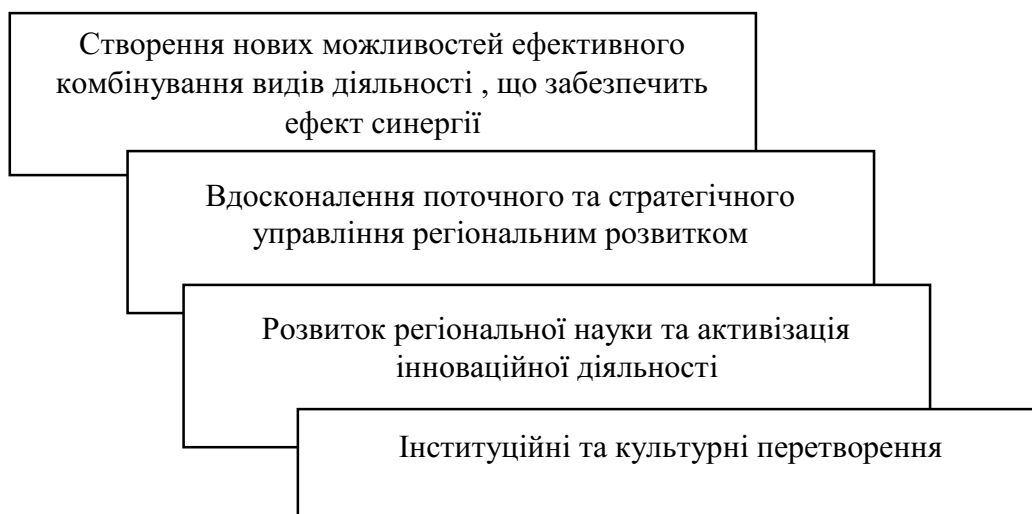 Створення нових можливостей ефективного
комбінування видів діяльності , що забезпечить
ефект синергії
Вдосконалення поточного та стратегічного
управління регіональним розвитком
Розвиток регіональної науки та активізація
інноваційної діяльності
Інституційні та культурні перетворення